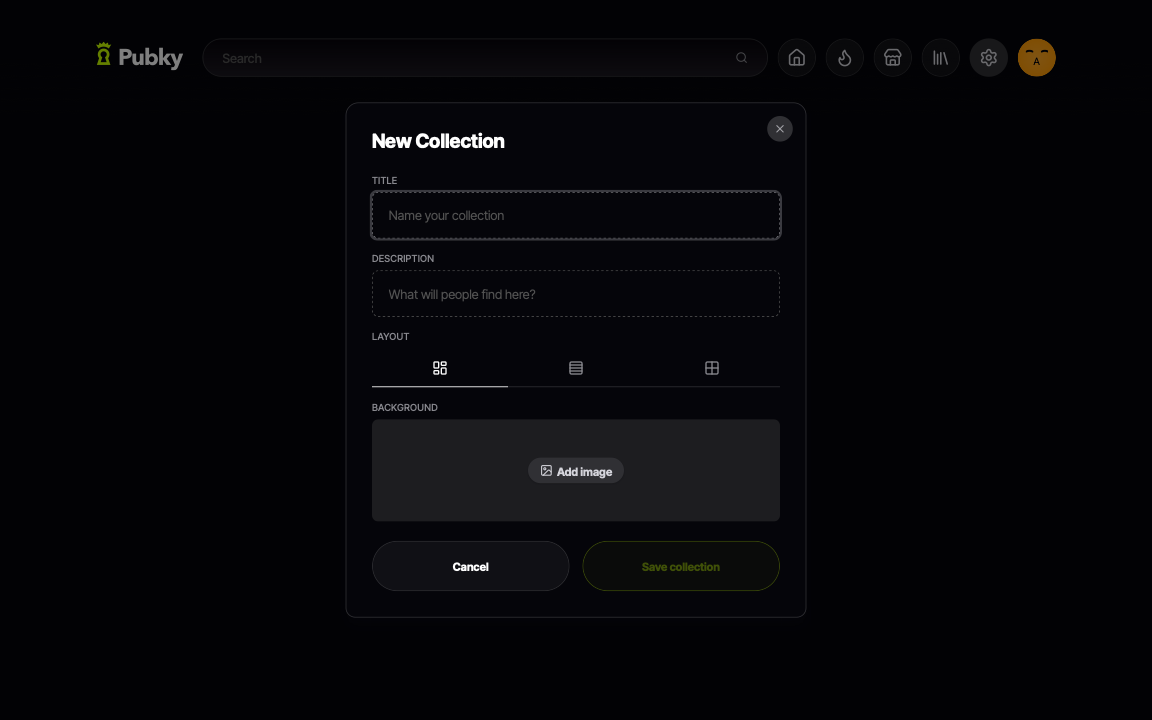 Pubky
Search
A
New Collection
TITLE
Name your collection
DESCRIPTION
What will people find here?
LAYOUT
BACKGROUND
Add image
Cancel
Save collection